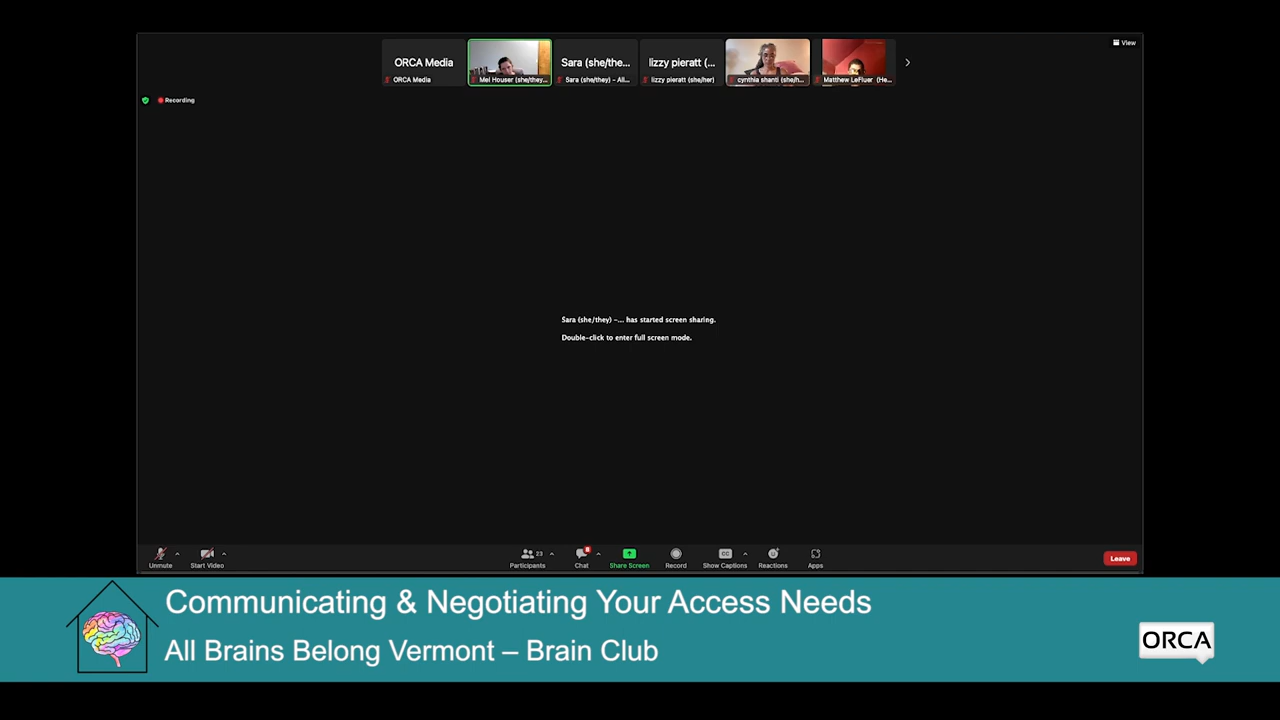 View
ORCA Media
Sara (she/the...
lizzy pieratt (...
ORCA Media
Mel Houser (she/they...
Sara (she/they) - All...
lizzy pieratt (she/her)
cynthia shanti (she/h...
Matthew LeFluer (He...
Recording
Sara (she/they) -... has started screen sharing.
Double-click to enter full screen mode.
23
Unmute
Start Video
Participants
Chat
Share Screen
Record
CC
Show Captions
Reactions
Apps
Leave
Communicating & Negotiating Your Access Needs
All Brains Belong Vermont – Brain Club
ORCA